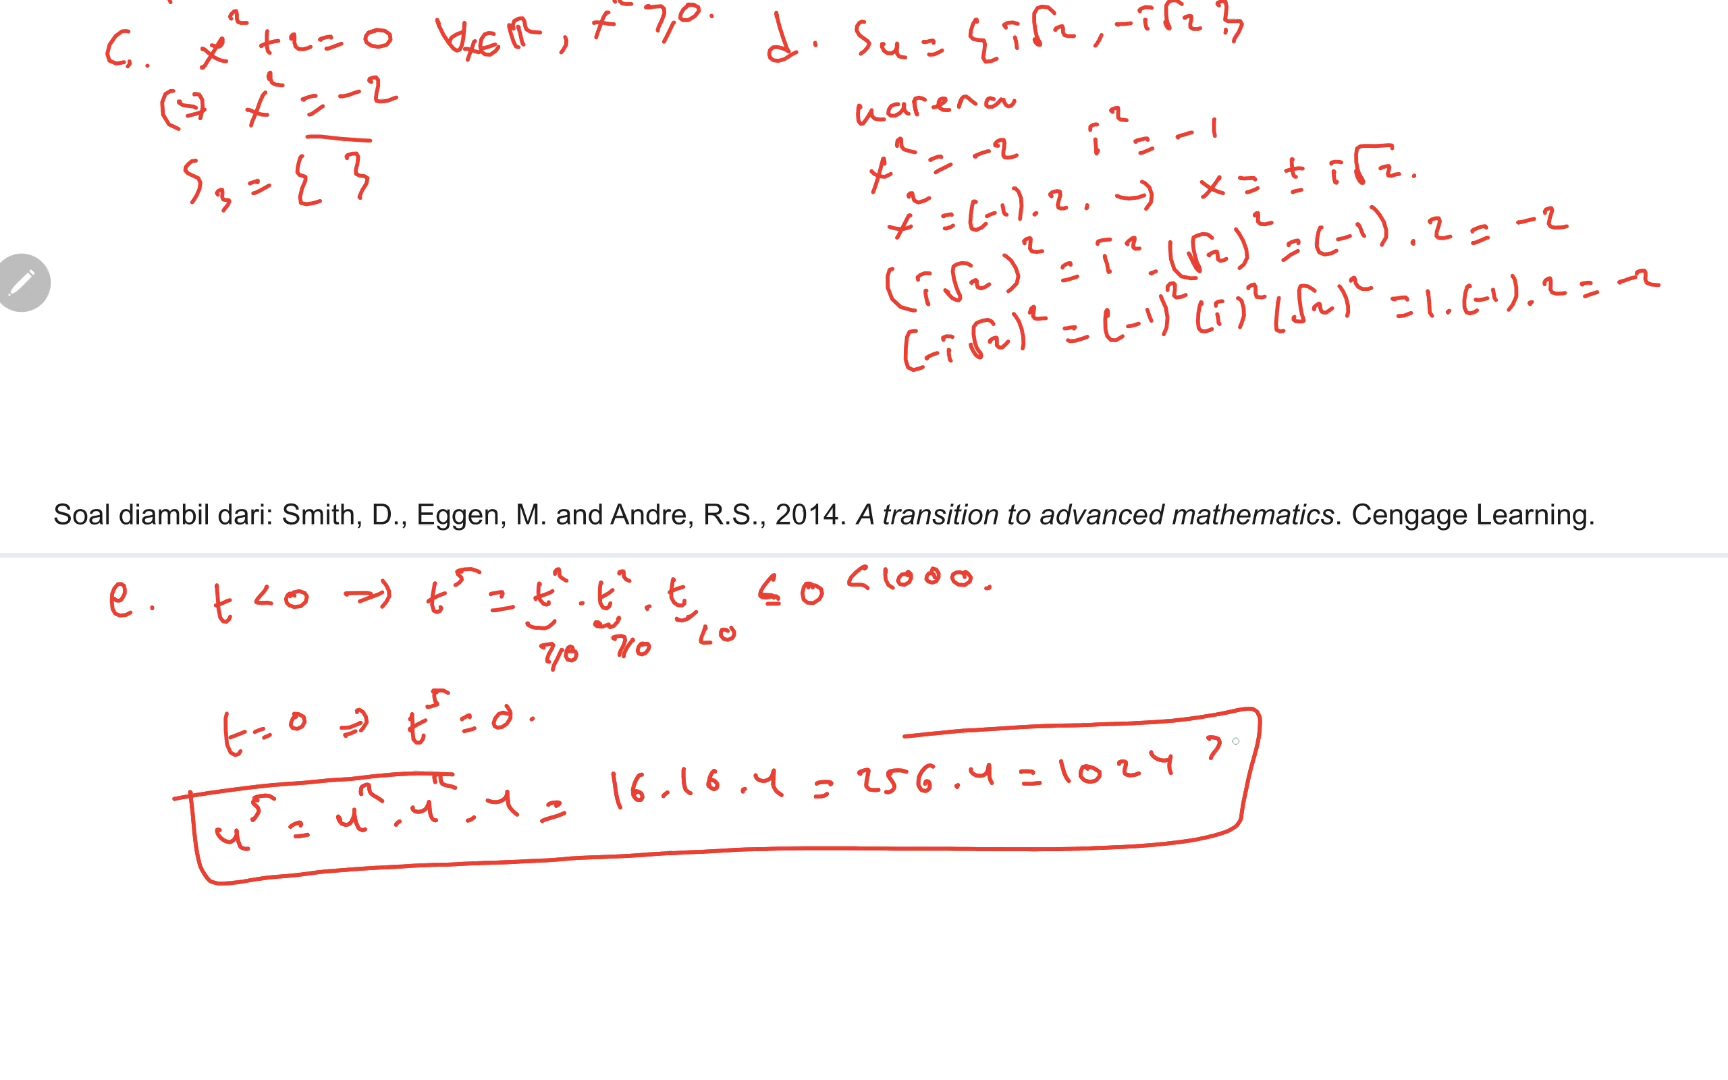 c. x² + 2 = 0 ∀x∈ℝ, x² ≥ 0.
(⇒) x² = -2
S₃ = { }
d. S₄ = {i√2, -i√2}
karena
x² = -2 i² = -1
x² = (-1).2. → x = ± i√2.
(i√2)² = i².(√2)² = (-1).2 = -2
(-i√2)² = (-1)²(i)²(√2)² = 1.(-1).2 = -2
Soal diambil dari: Smith, D., Eggen, M. and Andre, R.S., 2014. A transition to advanced mathematics. Cengage Learning.
e. t < 0 ⇒ t⁵ = t².t².t ≤ 0 < 1000.
≥0 ≥0 <0
t = 0 ⇒ t⁵ = 0.
4⁵ = 4².4².4 = 16.16.4 = 256.4 = 1024 >